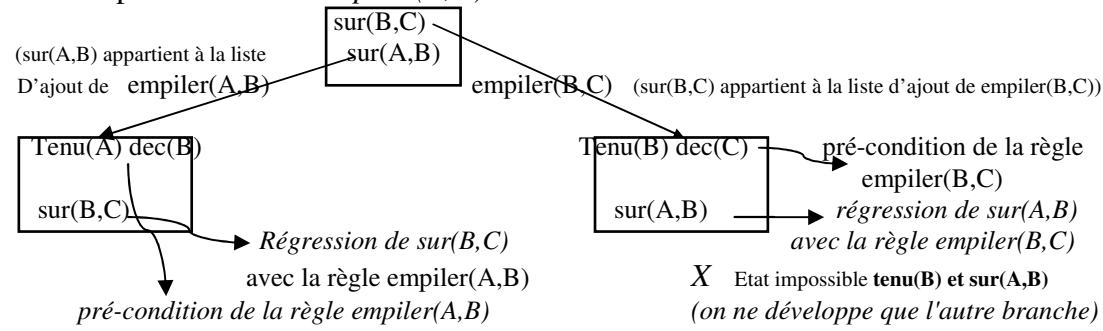 sur(B,C)
sur(A,B)
(sur(A,B) appartient à la liste
D'ajout de empiler(A,B)
empiler(B,C) (sur(B,C) appartient à la liste d'ajout de empiler(B,C))
Tenu(A) dec(B)
sur(B,C)
Régression de sur(B,C)
avec la règle empiler(A,B)
pré-condition de la règle empiler(A,B)
Tenu(B) dec(C)
pré-condition de la règle
empiler(B,C)
sur(A,B)
régression de sur(A,B)
avec la règle empiler(B,C)
X Etat impossible tenu(B) et sur(A,B)
(on ne développe que l'autre branche)